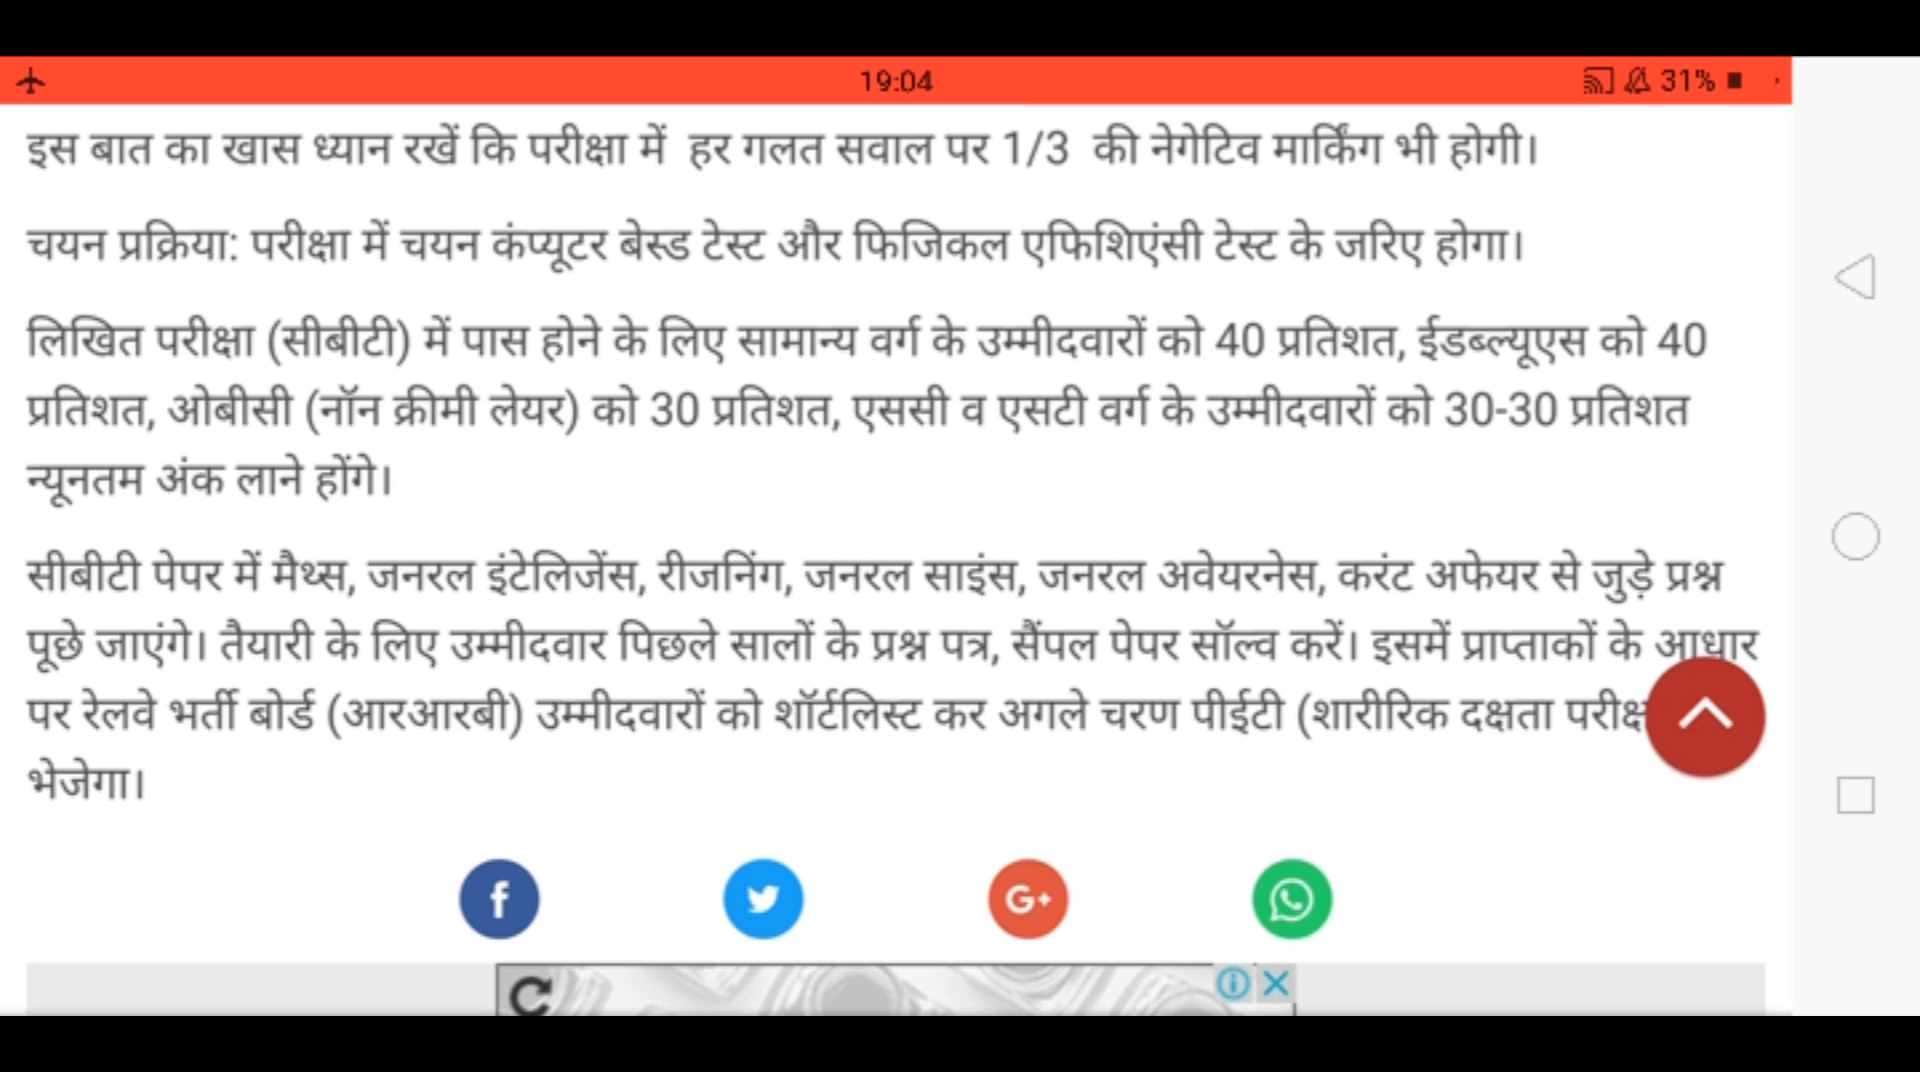 19:04
31%
इस बात का खास ध्यान रखें कि परीक्षा में हर गलत सवाल पर 1/3 की नेगेटिव मार्किंग भी होगी।
चयन प्रक्रिया: परीक्षा में चयन कंप्यूटर बेस्ड टेस्ट और फिजिकल एफिशिएंसी टेस्ट के जरिए होगा।
लिखित परीक्षा (सीबीटी) में पास होने के लिए सामान्य वर्ग के उम्मीदवारों को 40 प्रतिशत, ईडब्ल्यूएस को 40
प्रतिशत, ओबीसी (नॉन क्रीमी लेयर) को 30 प्रतिशत, एससी व एसटी वर्ग के उम्मीदवारों को 30-30 प्रतिशत
न्यूनतम अंक लाने होंगे।
सीबीटी पेपर में मैथ्स, जनरल इंटेलिजेंस, रीजनिंग, जनरल साइंस, जनरल अवेयरनेस, करंट अफेयर से जुड़े प्रश्न
पूछे जाएंगे। तैयारी के लिए उम्मीदवार पिछले सालों के प्रश्न पत्र, सैंपल पेपर सॉल्व करें। इसमें प्राप्ताकों के आधार
पर रेलवे भर्ती बोर्ड (आरआरबी) उम्मीदवारों को शॉर्टलिस्ट कर अगले चरण पीईटी (शारीरिक दक्षता
भेजेगा।
f
G+